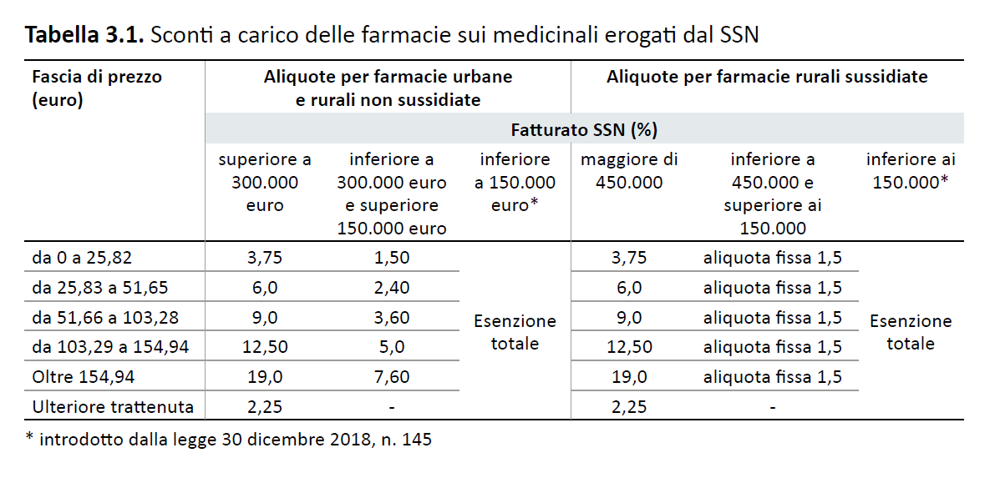 Tabella 3.1. Sconti a carico delle farmacie sui medicinali erogati dal SSN
Fascia di prezzo (euro) Aliquote per farmacie urbane e rurali non sussidiate Aliquote per farmacie rurali sussidiate
Fatturato SSN (%)
superiore a 300.000 euro inferiore a 300.000 euro e superiore 150.000 euro inferiore a 150.000 euro* maggiore di 450.000 inferiore a 450.000 e superiore ai 150.000 inferiore ai 150.000*
da 0 a 25,82 3,75 1,50 3,75 aliquota fissa 1,5
da 25,83 a 51,65 6,0 2,40 6,0 aliquota fissa 1,5
da 51,66 a 103,28 9,0 3,60 Esenzione totale 9,0 aliquota fissa 1,5 Esenzione totale
da 103,29 a 154,94 12,50 5,0 12,50 aliquota fissa 1,5
Oltre 154,94 19,0 7,60 19,0 aliquota fissa 1,5
Ulteriore trattenuta 2,25 - 2,25 -
* introdotto dalla legge 30 dicembre 2018, n. 145